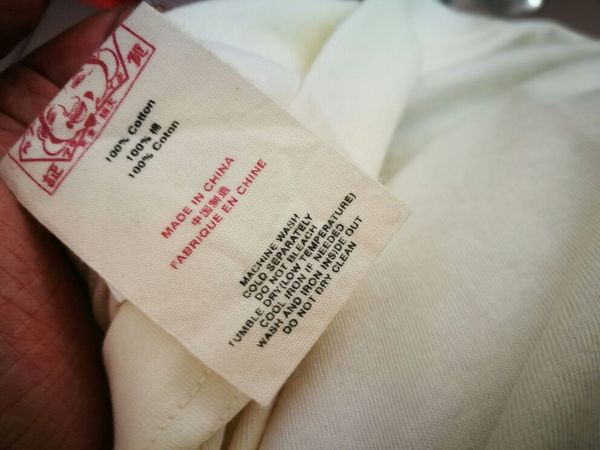 100% Cotton
100% 棉
100% Coton
MADE IN CHINA
中国制造
FABRIQUE EN CHINE
MACHINE WASH
COLD SEPARATELY
DO NOT BLEACH
TUMBLE DRY(LOW TEMPERATURE)
COOL IRON IF NEEDED
WASH AND IRON INSIDE OUT
DO NOT DRY CLEAN